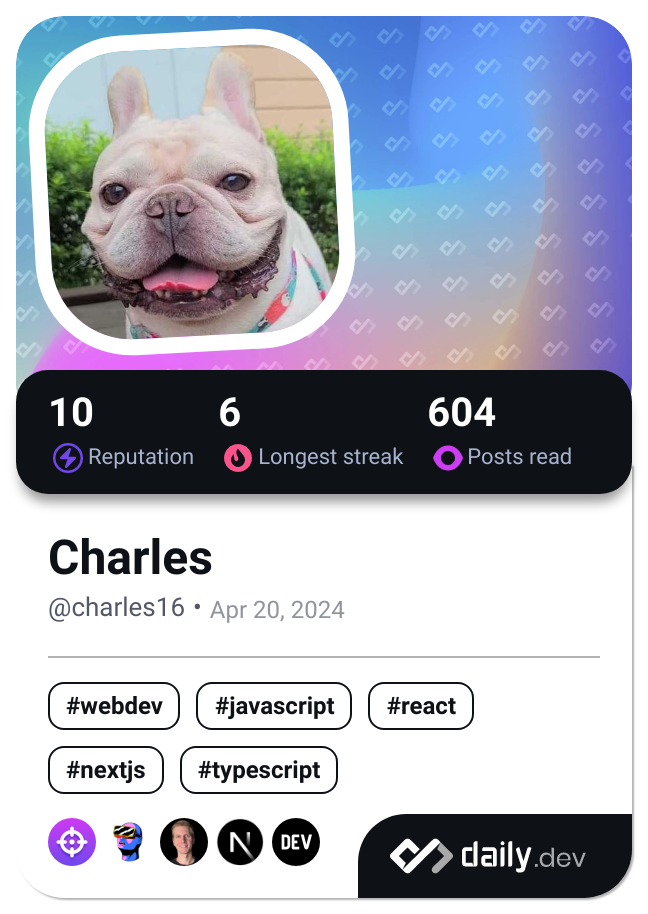 10 6 604
Reputation Longest streak Posts read
Charles
@charles16 • Apr 20, 2024
#webdev #javascript #react
#nextjs #typescript
N DEV
daily.dev